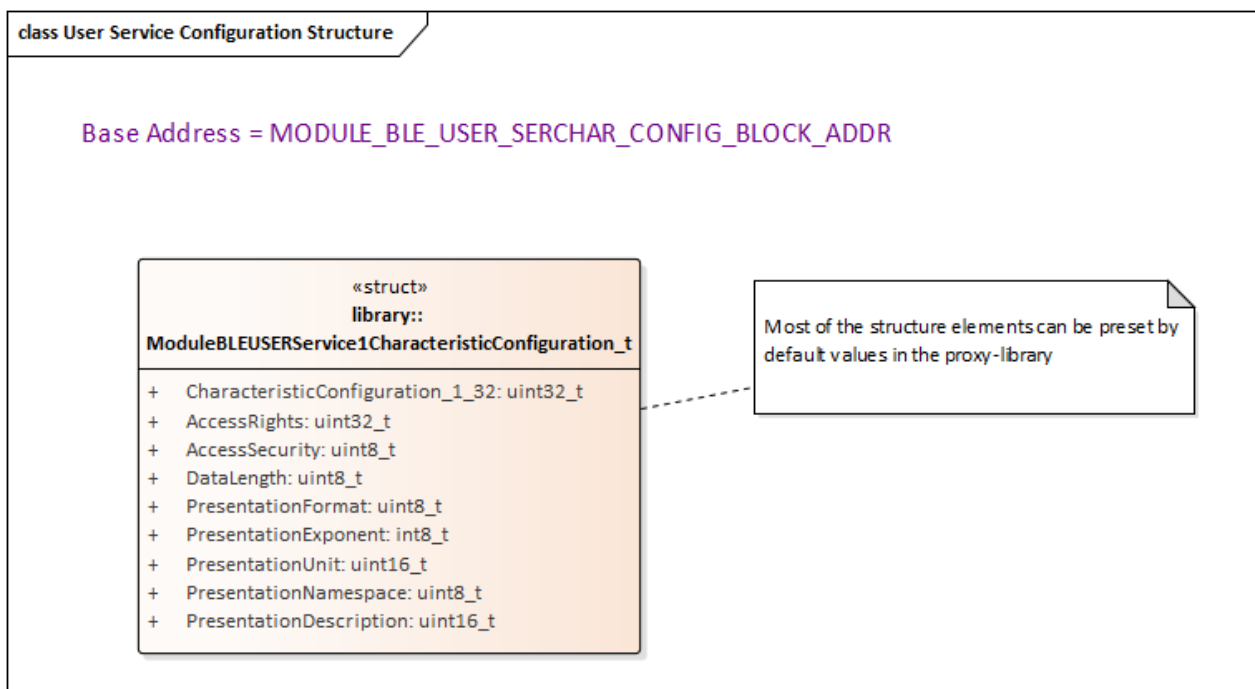 class User Service Configuration Structure
Base Address = MODULE_BLE_USER_SERCHAR_CONFIG_BLOCK_ADDR
«struct»
library::
ModuleBLEUSERService1CharacteristicConfiguration_t
+ CharacteristicConfiguration_1_32: uint32_t
+ AccessRights: uint32_t
+ AccessSecurity: uint8_t
+ DataLength: uint8_t
+ PresentationFormat: uint8_t
+ PresentationExponent: int8_t
+ PresentationUnit: uint16_t
+ PresentationNamespace: uint8_t
+ PresentationDescription: uint16_t
Most of the structure elements can be preset by
default values in the proxy-library